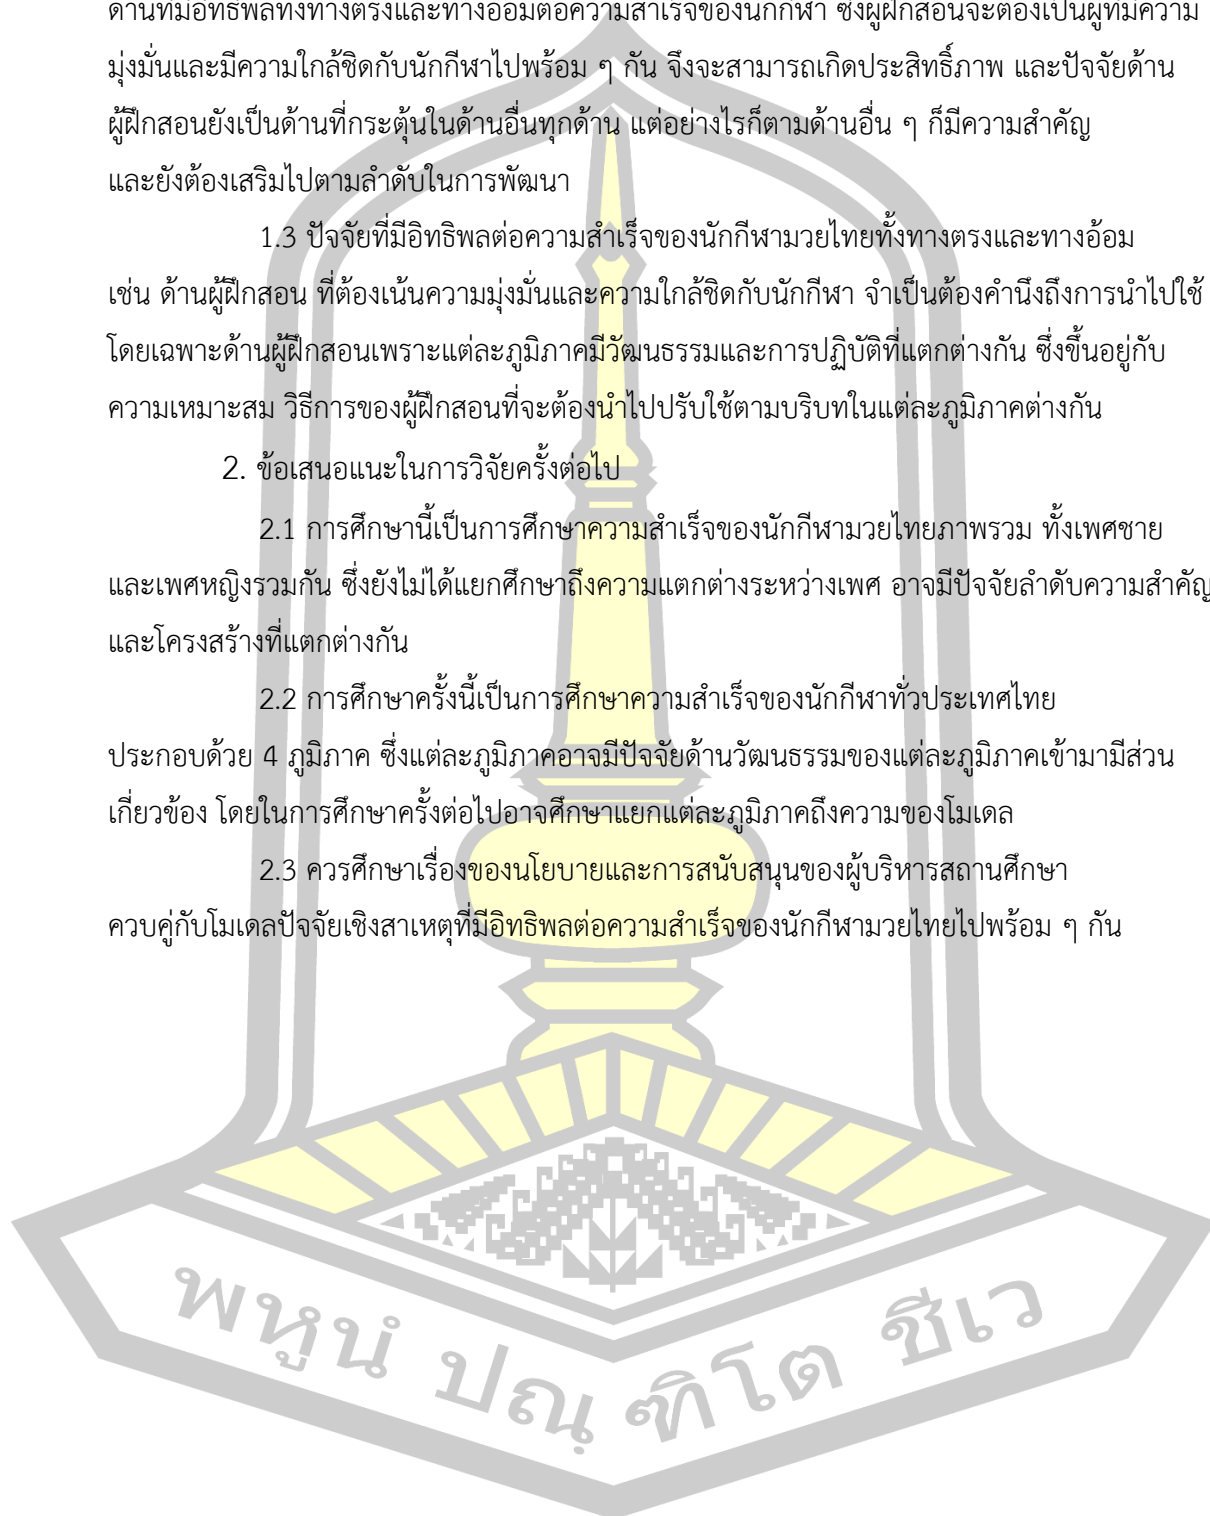 ด้านที่มีอิทธิพลทั้งทางตรงและทางอ้อมต่อความสำเร็จของนักกีฬา ซึ่งผู้ฝึกสอนจะต้องเป็นผู้ที่มีความ
มุ่งมั่นและมีความใกล้ชิดกับนักกีฬาไปพร้อม ๆ กัน จึงจะสามารถเกิดประสิทธิ์ภาพ และปัจจัยด้าน
ผู้ฝึกสอนยังเป็นด้านที่กระตุ้นในด้านอื่นทุกด้าน แต่อย่างไรก็ตามด้านอื่น ๆ ก็มีความสำคัญ
และยังต้องเสริมไปตามลำดับในการพัฒนา
1.3 ปัจจัยที่มีอิทธิพลต่อความสำเร็จของนักกีฬามวยไทยทั้งทางตรงและทางอ้อม
เช่น ด้านผู้ฝึกสอน ที่ต้องเน้นความมุ่งมั่นและความใกล้ชิดกับนักกีฬา จำเป็นต้องคำนึงถึงการนำไปใช้
โดยเฉพาะด้านผู้ฝึกสอนเพราะแต่ละภูมิภาคมีวัฒนธรรมและการปฏิบัติที่แตกต่างกัน ซึ่งขึ้นอยู่กับ
ความเหมาะสม วิธีการของผู้ฝึกสอนที่จะต้องนำไปปรับใช้ตามบริบทในแต่ละภูมิภาคต่างกัน
2. ข้อเสนอแนะในการวิจัยครั้งต่อไป
2.1 การศึกษานี้เป็นการศึกษาความสำเร็จของนักกีฬามวยไทยภาพรวม ทั้งเพศชาย
และเพศหญิงรวมกัน ซึ่งยังไม่ได้แยกศึกษาถึงความแตกต่างระหว่างเพศ อาจมีปัจจัยลำดับความสำคัญ
และโครงสร้างที่แตกต่างกัน
2.2 การศึกษาครั้งนี้เป็นการศึกษาความสำเร็จของนักกีฬาทั่วประเทศไทย
ประกอบด้วย 4 ภูมิภาค ซึ่งแต่ละภูมิภาคอาจมีปัจจัยด้านวัฒนธรรมของแต่ละภูมิภาคเข้ามามีส่วน
เกี่ยวข้อง โดยในการศึกษาครั้งต่อไปอาจศึกษาแยกแต่ละภูมิภาคถึงความของโมเดล
2.3 ควรศึกษาเรื่องของนโยบายและการสนับสนุนของผู้บริหารสถานศึกษา
ควบคู่กับโมเดลปัจจัยเชิงสาเหตุที่มีอิทธิพลต่อความสำเร็จของนักกีฬามวยไทยไปพร้อม ๆ กัน
พหูนํ ปณฺฑิโต ชีเว